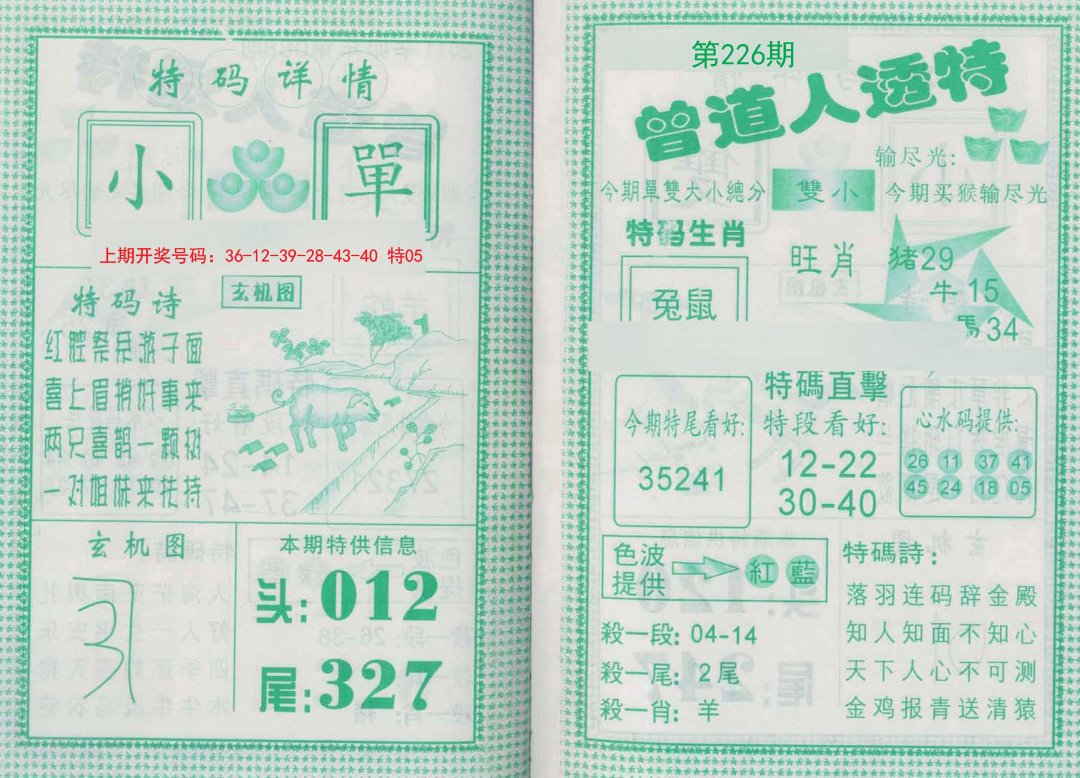 特码详情
小 單
上期开奖号码：36-12-39-28-43-40 特05
特码诗
玄机图
红腔祭杀游子面
喜上眉梢好事来
两只喜鹊一颗扔
一对姐妹来扶持
玄机图
本期特供信息
头:012
尾:327
第226期
曾道人透特
输尽光:
今期單雙大小總分 雙小 今期买猴输尽光
特码生肖
旺肖
兔鼠
猪29
牛15
馬34
特碼直擊
今期特尾看好:
35241
特段看好:
12-22
30-40
心水码提供:
26 11 37 41
45 24 18 05
色波提供 紅 藍
殺一段: 04-14
殺一尾: 2尾
殺一肖: 羊
特碼詩:
落羽连码辞金殿
知人知面不知心
天下人心不可测
金鸡报青送清猿